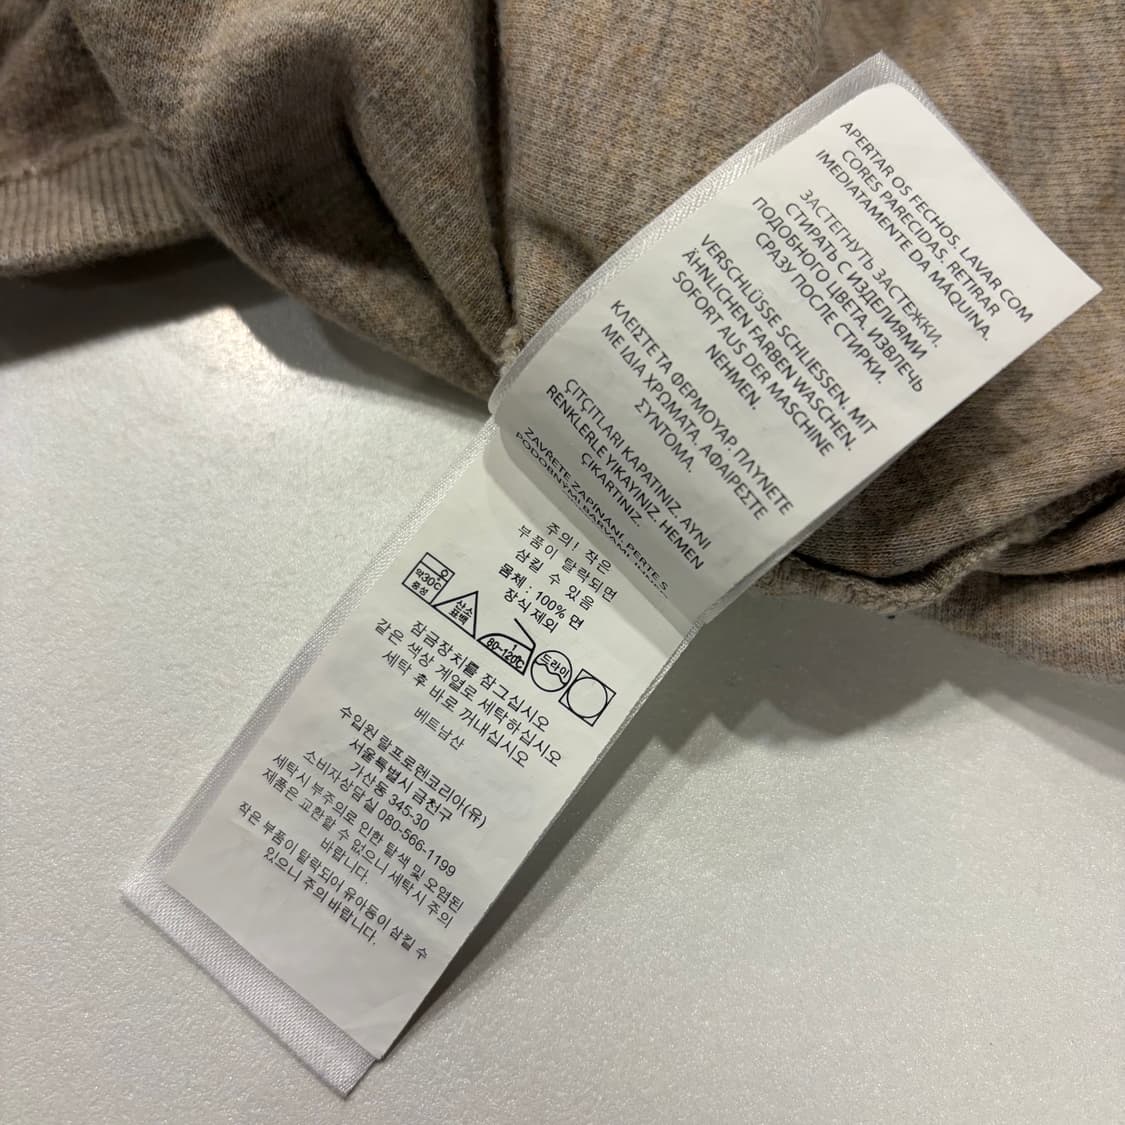 APERTAR OS FECHOS. LAVAR COM
CORES PARECIDAS. RETIRAR
IMEDIATAMENTE DA MÁQUINA.
ЗАСТЕГНУТЬ ЗАСТЕЖКИ.
СТИРАТЬ С ИЗДЕЛИЯМИ
ПОДОБНОГО ЦВЕТА. ИЗВЛЕЧЬ
СРАЗУ ПОСЛЕ СТИРКИ.
VERSCHLÜSSE SCHLIESSEN. MIT
ÄHNLICHEN FARBEN WASCHEN.
SOFORT AUS DER MASCHINE
NEHMEN.
ΚΛΕΙΣΤΕ ΤΑ ΦΕΡΜΟΥΑΡ. ΠΛΥΝΕΤΕ
ΜΕ ΙΔΙΑ ΧΡΩΜΑΤΑ. ΑΦΑΙΡΕΣΤΕ
ΣΥΝΤΟΜΑ.
ÇITÇITLARI KAPATINIZ. AYNI
RENKLERLE YIKAYINIZ. HEMEN
ÇIKARTINIZ.
ZAVŘETE ZAPÍNÁNÍ. PERTE S
PODOBNÝMI BARVAMI.
주의! 작은
부품이 탈락되면
삼킬 수 있음
몸체 : 100% 면
장식 제외
약30℃
중성
산소
표백
80~120℃
드라이
잠금장치를 잠그십시오
같은 색상 계열로 세탁하십시오
세탁 후 바로 꺼내십시오
베트남산
수입원 랄프로렌코리아(유)
서울특별시 금천구
가산동 345-30
소비자상담실 080-566-1199
세탁시 부주의로 인한 탈색 및 오염된
제품은 교환할 수 없으니 세탁시 주의
바랍니다.
작은 부품이 탈락되어 유아동이 삼킬 수
있으니 주의 바랍니다.